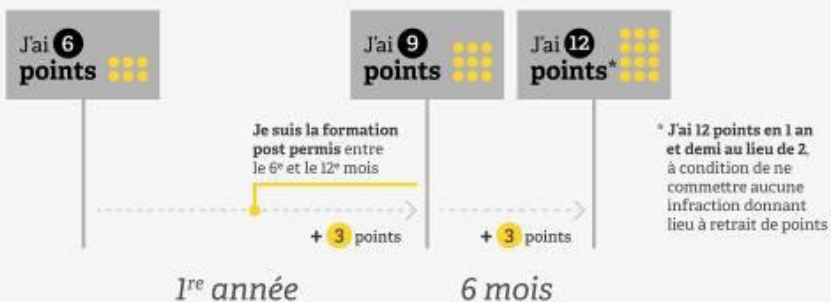 J'ai 6
points
J'ai 9
points
J'ai 12
points*
Je suis la formation
post permis entre
le 6e et le 12e mois
* J'ai 12 points en 1 an
et demi au lieu de 2,
à condition de ne
commettre aucune
infraction donnant
lieu à retrait de points
+ 3 points
+ 3 points
1re année
6 mois